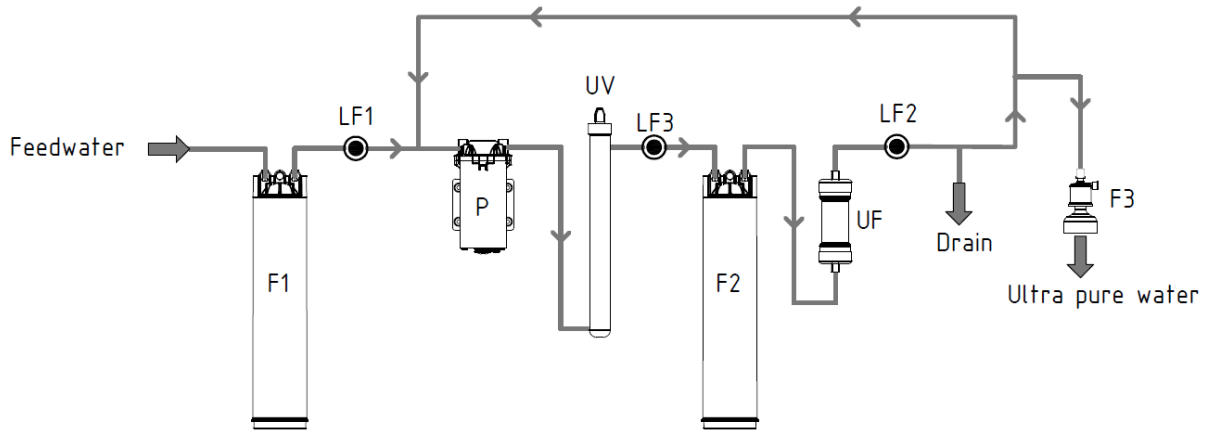 UV
LF1
LF3
LF2
Feedwater
P
F3
UF
Drain
F1
F2
Ultra pure water